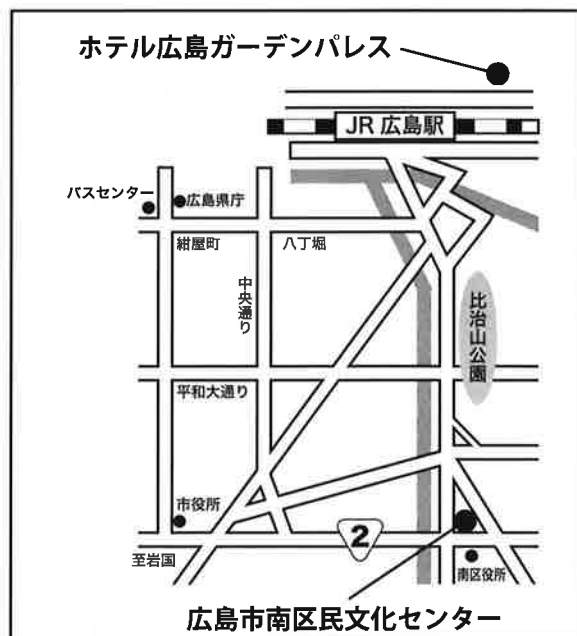 ホテル広島ガーデンパレス
JR 広島駅
バスセンター
広島県庁
紺屋町
八丁堀
中央通り
比治山公園
平和大通り
市役所
2
至岩国
南区役所
広島市南区民文化センター